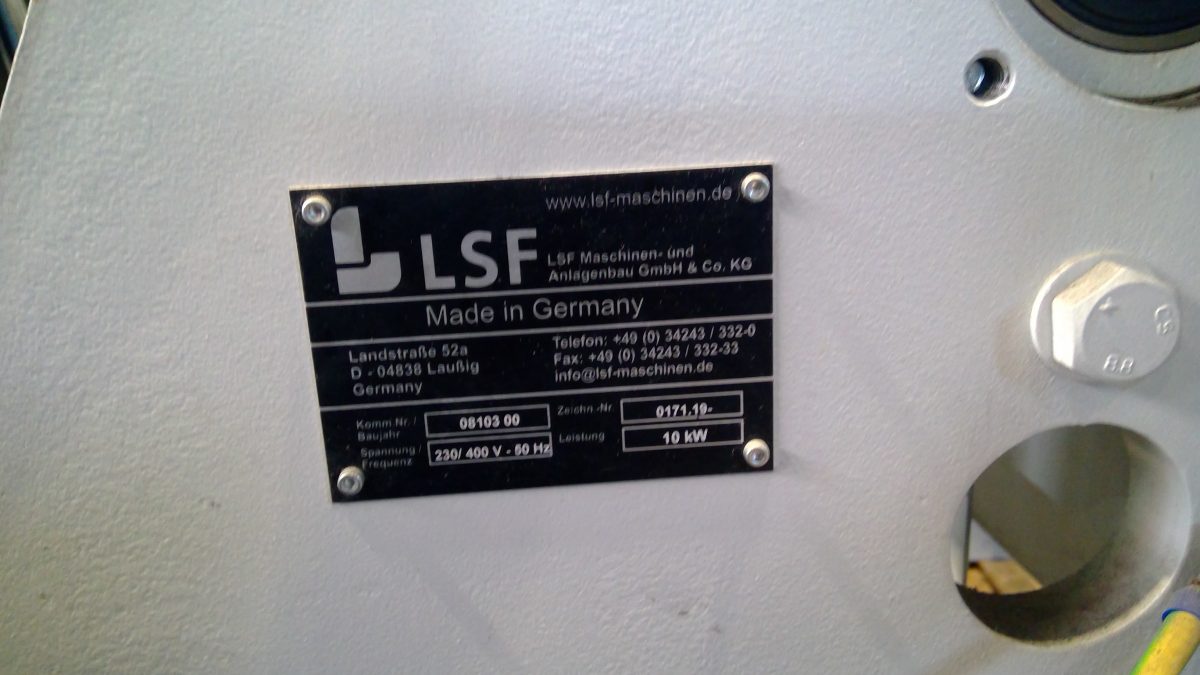 www.lsf-maschinen.de
LSF
LSF Maschinen- und
Anlagenbau GmbH & Co. KG
Made in Germany
Landstraße 52a
D - 04838 Laußig
Germany
Telefon: +49 (0) 34243 / 332-0
Fax: +49 (0) 34243 / 332-33
info@lsf-maschinen.de
Komm.Nr. /
Baujahr
08103 00
Zeichn.-Nr.
0171.19-
Spannung /
Frequenz
230/ 400 V - 50 Hz
Leistung
10 kW
8.8